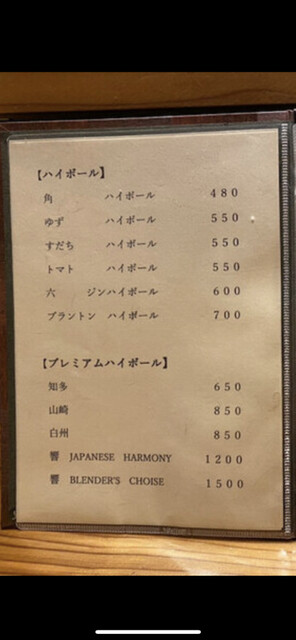 【ハイボール】
角 ハイボール 480
ゆず ハイボール 550
すだち ハイボール 550
トマト ハイボール 550
六 ジンハイボール 600
ブラントン ハイボール 700
【プレミアムハイボール】
知多 650
山崎 850
白州 850
響 JAPANESE HARMONY 1200
響 BLENDER'S CHOISE 1500